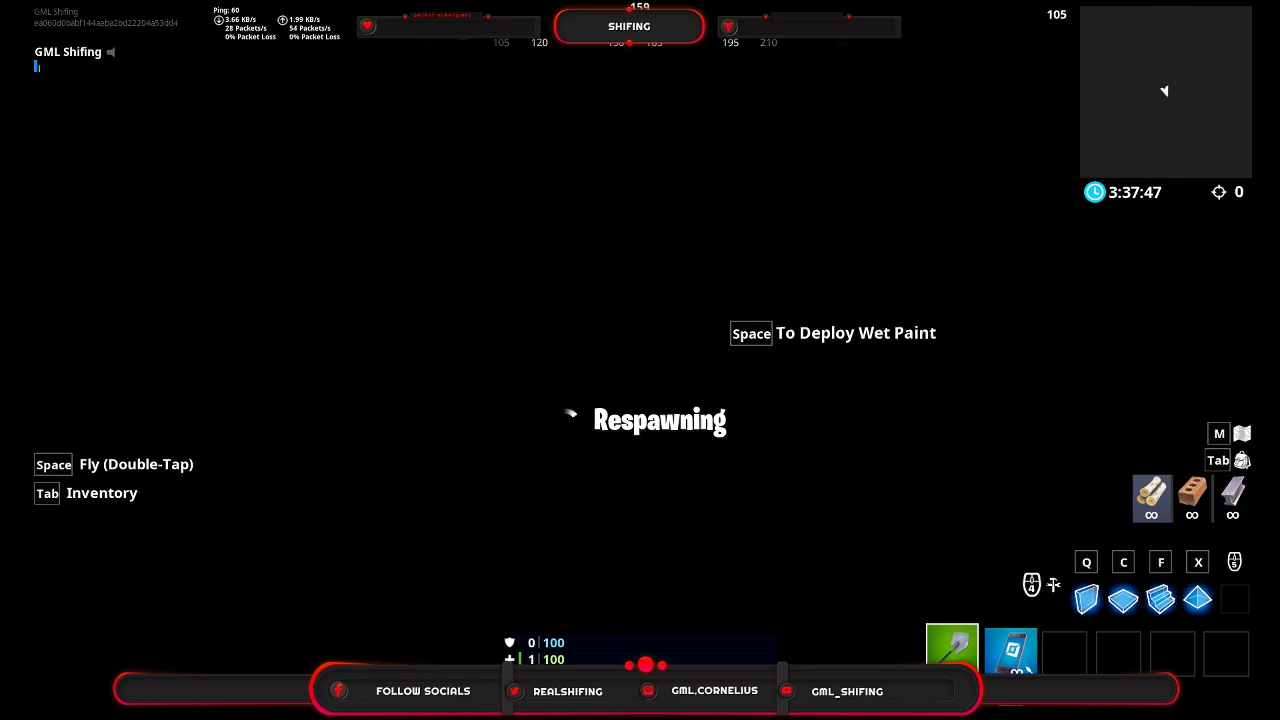 GML Shifing
ea060d0babf144aeba2bd22204a53dd4
Ping: 60
3.66 KB/s
28 Packets/s
0% Packet Loss
1.99 KB/s
54 Packets/s
0% Packet Loss
159
SHIFING
105
120
195
210
105
GML Shifing
3:37:47
0
Space To Deploy Wet Paint
Respawning
Space Fly (Double-Tap)
Tab Inventory
M
Tab
∞ ∞ ∞
Q C F X 5
4
0 | 100
1 | 100
∞
FOLLOW SOCIALS
REALSHIFING
GML.CORNELIUS
GML_SHIFING